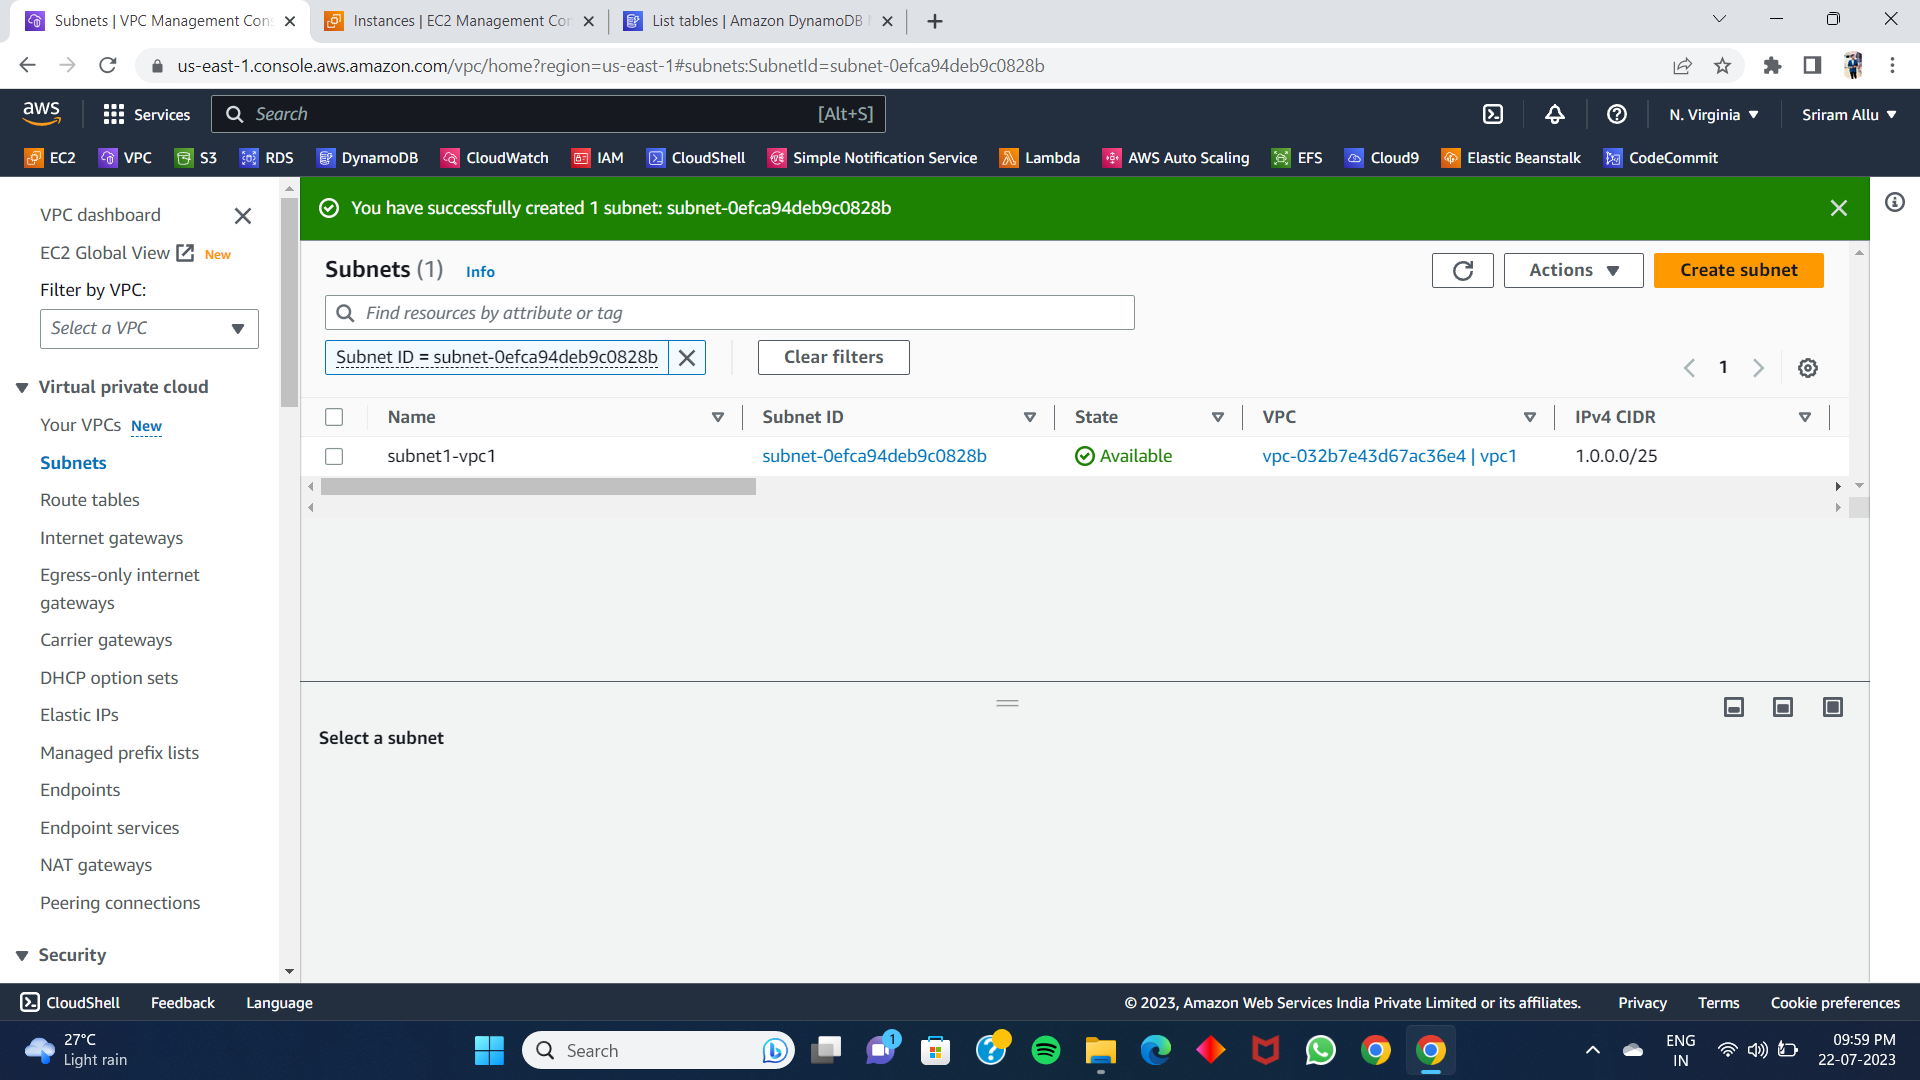 Subnets | VPC Management Cons
Instances | EC2 Management Con
List tables | Amazon DynamoDB
us-east-1.console.aws.amazon.com/vpc/home?region=us-east-1#subnets:SubnetId=subnet-0efca94deb9c0828b
aws
Services
Search
[Alt+S]
N. Virginia
Sriram Allu
EC2
VPC
S3
RDS
DynamoDB
CloudWatch
IAM
CloudShell
Simple Notification Service
Lambda
AWS Auto Scaling
EFS
Cloud9
Elastic Beanstalk
CodeCommit
VPC dashboard
EC2 Global View New
Filter by VPC:
Select a VPC
Virtual private cloud
Your VPCs New
Subnets
Route tables
Internet gateways
Egress-only internet
gateways
Carrier gateways
DHCP option sets
Elastic IPs
Managed prefix lists
Endpoints
Endpoint services
NAT gateways
Peering connections
Security
You have successfully created 1 subnet: subnet-0efca94deb9c0828b
Subnets (1) Info
Actions
Create subnet
Find resources by attribute or tag
Subnet ID = subnet-0efca94deb9c0828b
Clear filters
1
Name Subnet ID State VPC IPv4 CIDR
subnet1-vpc1 subnet-0efca94deb9c0828b Available vpc-032b7e43d67ac36e4 | vpc1 1.0.0.0/25
Select a subnet
CloudShell Feedback Language
© 2023, Amazon Web Services India Private Limited or its affiliates. Privacy Terms Cookie preferences
27°C
Light rain
Search
1
ENG
IN
09:59 PM
22-07-2023